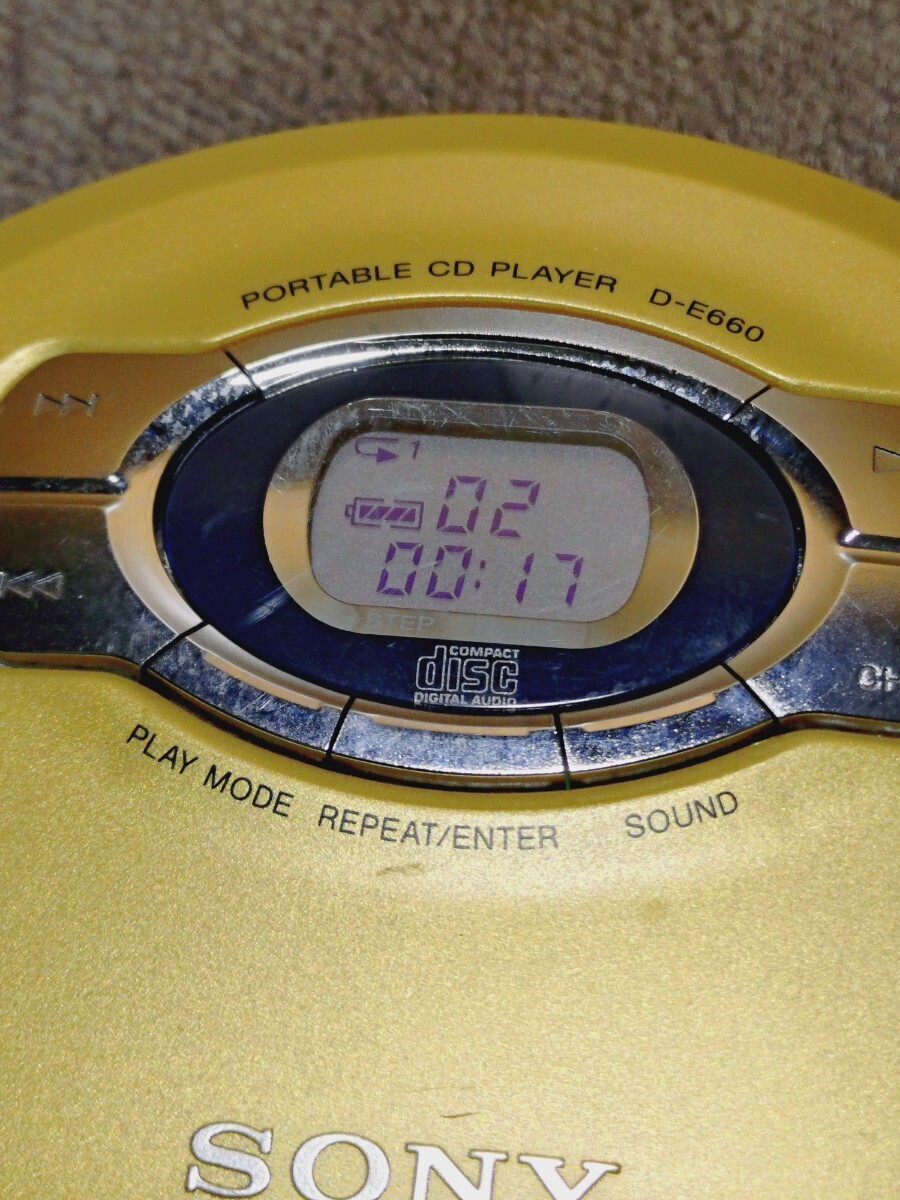 PORTABLE CD PLAYER D-E660
1
02
00:17
STEP
COMPACT
disc
DIGITAL AUDIO
PLAY MODE
REPEAT/ENTER
SOUND
SONY